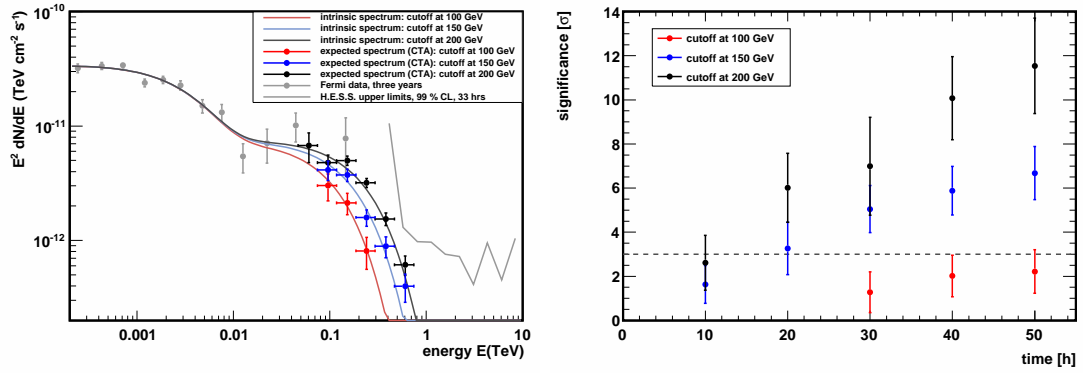 E² dN/dE (TeV cm⁻² s⁻¹)
10⁻¹⁰
10⁻¹¹
10⁻¹²
intrinsic spectrum: cutoff at 100 GeV
intrinsic spectrum: cutoff at 150 GeV
intrinsic spectrum: cutoff at 200 GeV
expected spectrum (CTA): cutoff at 100 GeV
expected spectrum (CTA): cutoff at 150 GeV
expected spectrum (CTA): cutoff at 200 GeV
Fermi data, three years
H.E.S.S. upper limits, 99 % CL, 33 hrs
0.001 0.01 0.1 1 10
energy E(TeV)
significance [σ]
14
12
10
8
6
4
2
0
cutoff at 100 GeV
cutoff at 150 GeV
cutoff at 200 GeV
0 10 20 30 40 50
time [h]